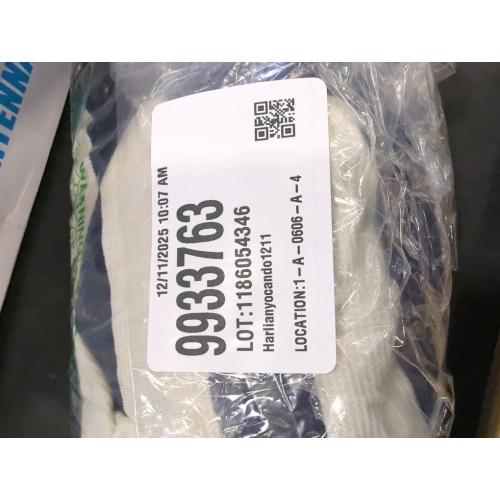 12/11/2025 10:07 AM
9933763
LOT:1186054346
Harlianyocando1211
LOCATION:1-A-0606-A-4